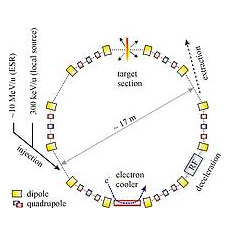 ~10 MeV/u (ESR)
300 keV/u (local source)
target
section
extraction
~ 17 m
injection
e⁻
electron
cooler
RF
deceleration
dipole
quadrupole